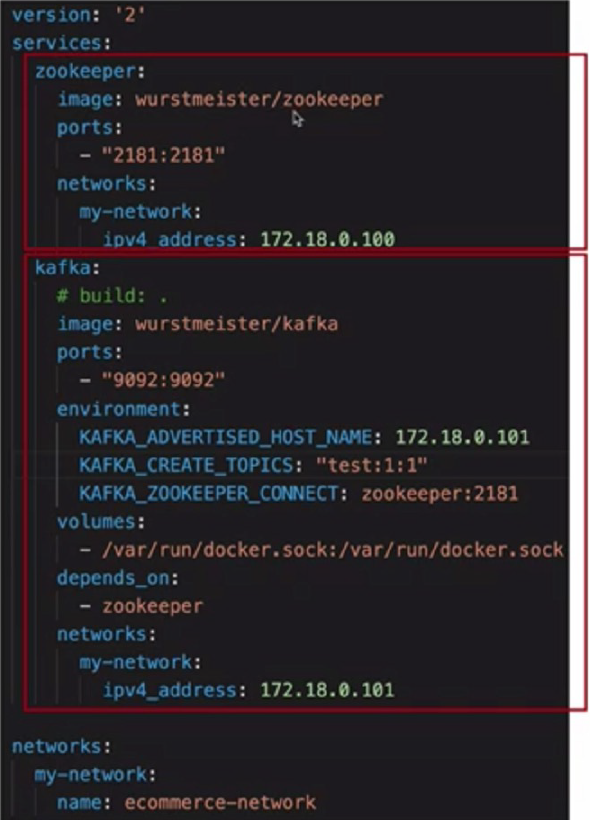 version: '2'
services:
  zookeeper:
    image: wurstmeister/zookeeper
    ports:
      - "2181:2181"
    networks:
      my-network:
        ipv4_address: 172.18.0.100
  kafka:
    # build: .
    image: wurstmeister/kafka
    ports:
      - "9092:9092"
    environment:
      KAFKA_ADVERTISED_HOST_NAME: 172.18.0.101
      KAFKA_CREATE_TOPICS: "test:1:1"
      KAFKA_ZOOKEEPER_CONNECT: zookeeper:2181
    volumes:
      - /var/run/docker.sock:/var/run/docker.sock
    depends_on:
      - zookeeper
    networks:
      my-network:
        ipv4_address: 172.18.0.101
networks:
  my-network:
    name: ecommerce-network